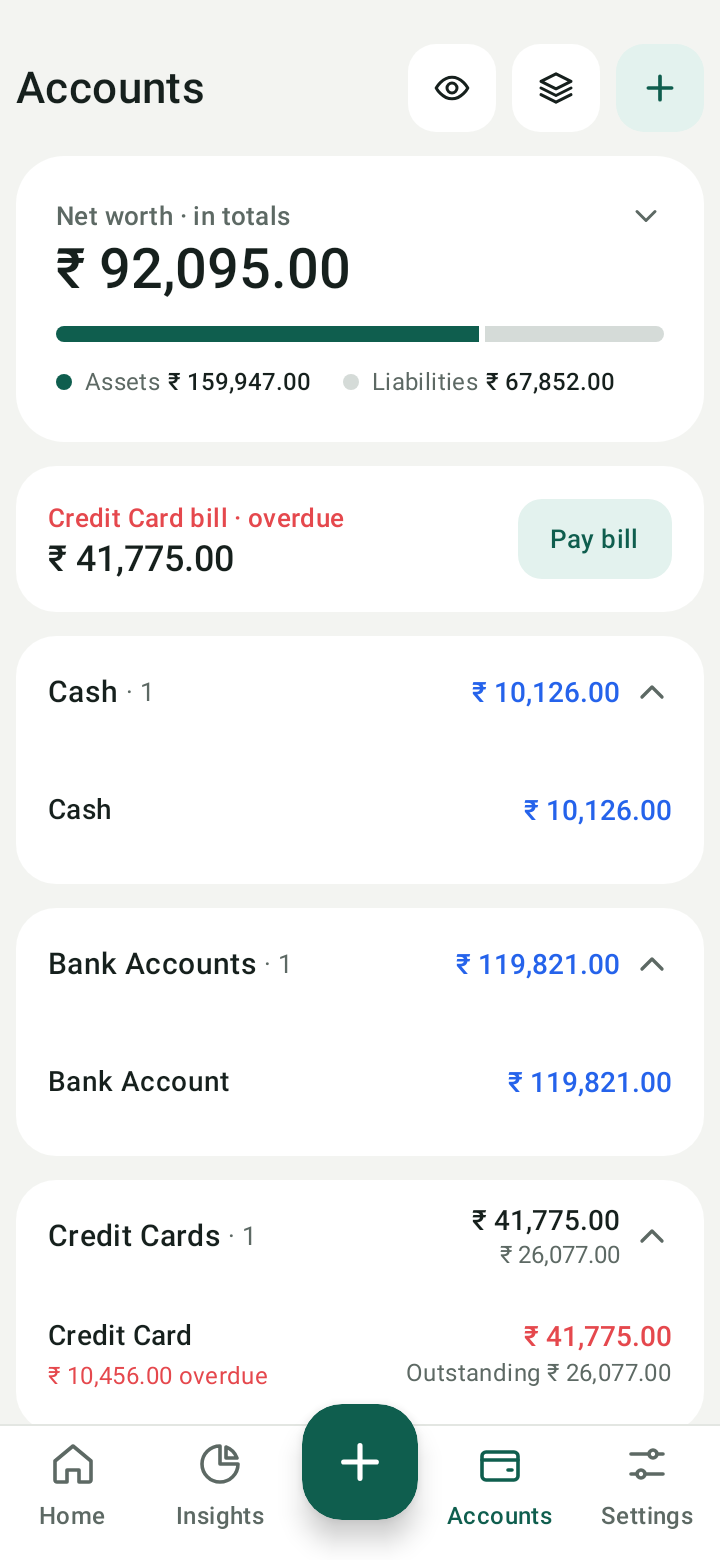 Accounts
Net worth · in totals
₹ 92,095.00
Assets ₹ 159,947.00 Liabilities ₹ 67,852.00
Credit Card bill · overdue
₹ 41,775.00
Pay bill
Cash · 1 ₹ 10,126.00
Cash ₹ 10,126.00
Bank Accounts · 1 ₹ 119,821.00
Bank Account ₹ 119,821.00
Credit Cards · 1 ₹ 41,775.00
₹ 26,077.00
Credit Card ₹ 41,775.00
₹ 10,456.00 overdue Outstanding ₹ 26,077.00
Home Insights Accounts Settings